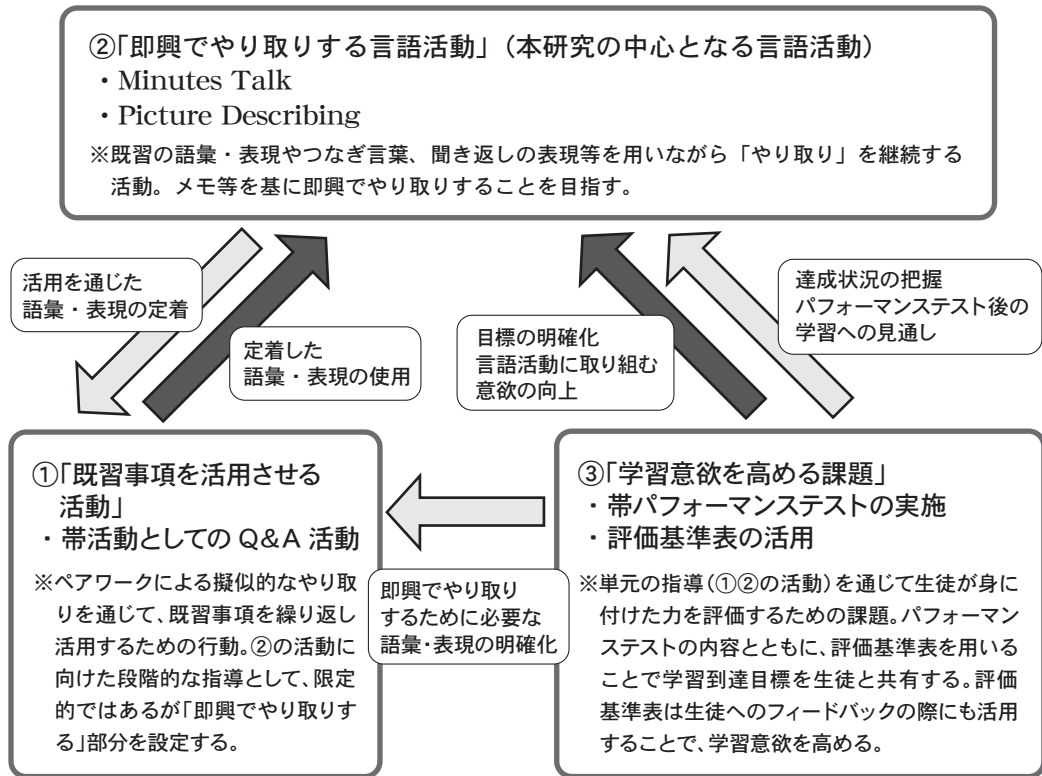 ②「即興でやり取りする言語活動」(本研究の中心となる言語活動)
・Minutes Talk
・Picture Describing
※既習の語彙・表現やつなぎ言葉、聞き返しの表現等を用いながら「やり取り」を継続する
活動。メモ等を基に即興でやり取りすることを目指す。
活用を通じた
語彙・表現の定着
定着した
語彙・表現の使用
目標の明確化
言語活動に取り組む
意欲の向上
達成状況の把握
パフォーマンステスト後の
学習への見通し
①「既習事項を活用させる
活動」
・帯活動としての Q&A 活動
※ペアワークによる擬似的なやり取
りを通じて、既習事項を繰り返し
活用するための行動。②の活動に
向けた段階的な指導として、限定
的ではあるが「即興でやり取りす
る」部分を設定する。
即興でやり取り
するために必要な
語彙・表現の明確化
③「学習意欲を高める課題」
・帯パフォーマンステストの実施
・評価基準表の活用
※単元の指導(①②の活動)を通じて生徒が身に
付けた力を評価するための課題。パフォーマン
ステストの内容とともに、評価基準表を用いる
ことで学習到達目標を生徒と共有する。評価
基準表は生徒へのフィードバックの際にも活用
することで、学習意欲を高める。